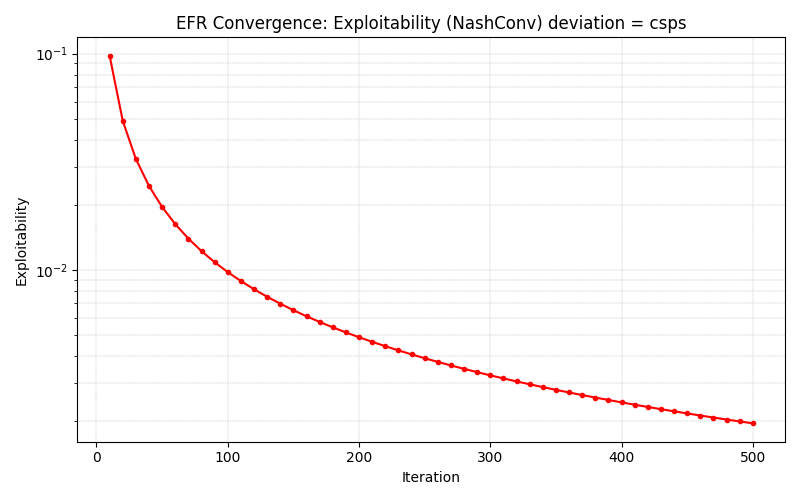 EFR Convergence: Exploitability (NashConv) deviation = csps
Exploitability
10⁻¹
10⁻²
0 100 200 300 400 500
Iteration